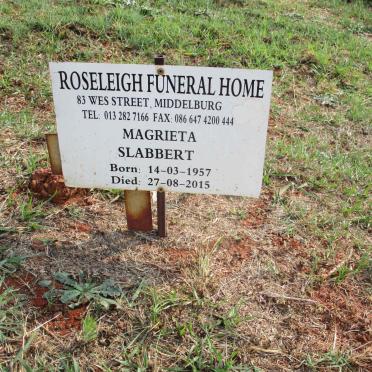 ROSELEIGH FUNERAL HOME
83 WES STREET, MIDDELBURG
TEL: 013 282 7166 FAX: 086 647 4200 444
MAGRIETA
SLABBERT
Born: 14-03-1957
Died: 27-08-2015